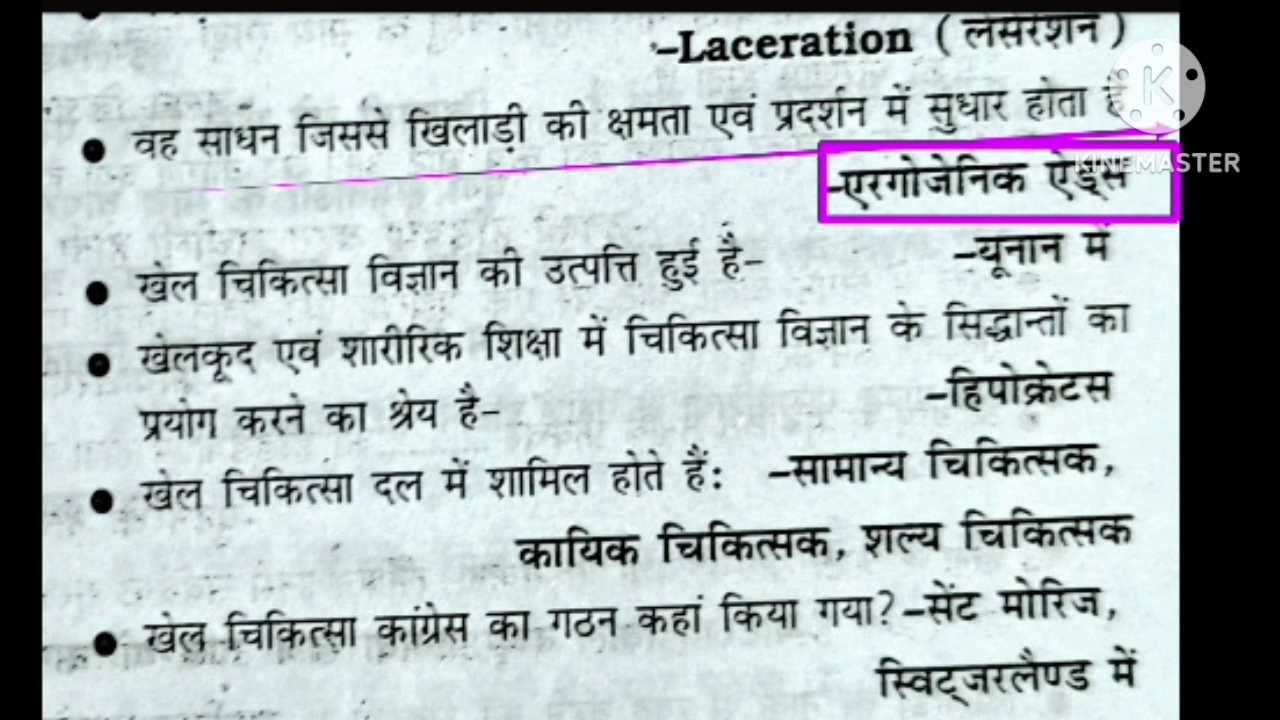 -Laceration (लेसरेशन)
● वह साधन जिससे खिलाड़ी की क्षमता एवं प्रदर्शन में सुधार होता है
-एरगोजेनिक ऐड्स
● खेल चिकित्सा विज्ञान की उत्पत्ति हुई है- -यूनान में
● खेलकूद एवं शारीरिक शिक्षा में चिकित्सा विज्ञान के सिद्धान्तों का
प्रयोग करने का श्रेय है- -हिपोक्रेटस
● खेल चिकित्सा दल में शामिल होते हैं: -सामान्य चिकित्सक,
कायिक चिकित्सक, शल्य चिकित्सक
● खेल चिकित्सा कांग्रेस का गठन कहां किया गया? -सेंट मोरिज,
स्विट्जरलैण्ड में
K
KINEMASTER